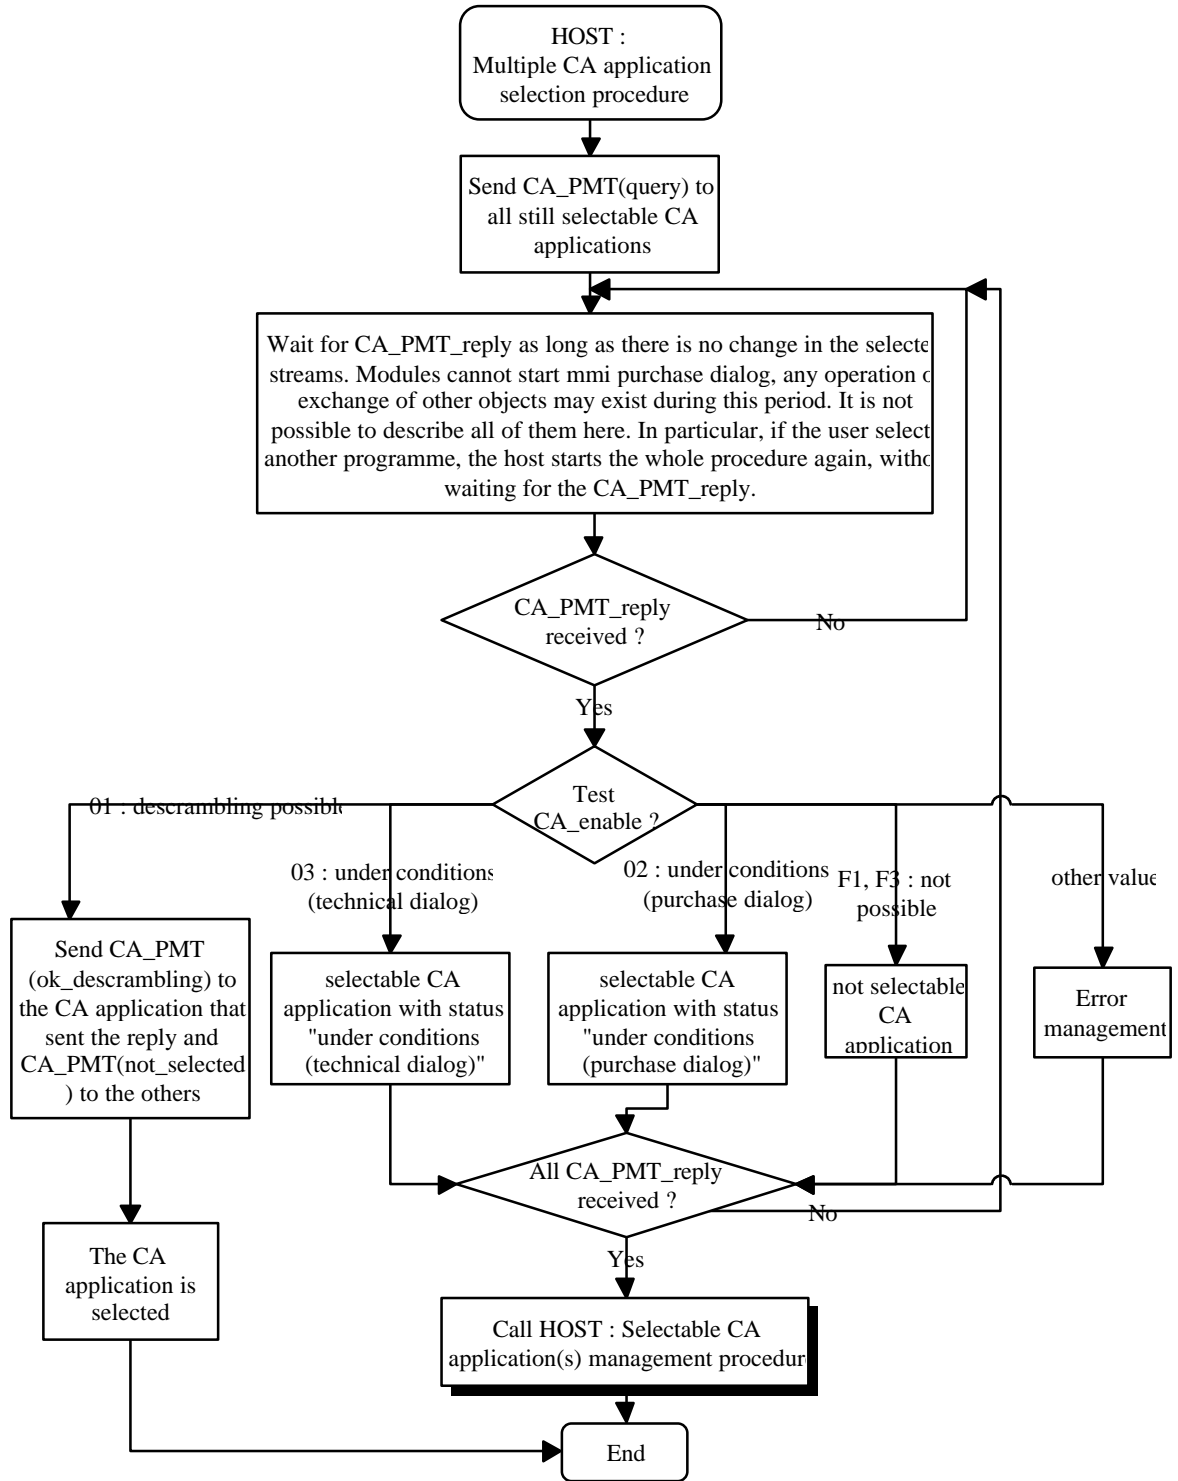 HOST :
Multiple CA application
selection procedure
Send CA_PMT(query) to
all still selectable CA
applications
Wait for CA_PMT_reply as long as there is no change in the selecte
streams. Modules cannot start mmi purchase dialog, any operation o
exchange of other objects may exist during this period. It is not
possible to describe all of them here. In particular, if the user select
another programme, the host starts the whole procedure again, witho
waiting for the CA_PMT_reply.
CA_PMT_reply
received ?
No
Yes
Test
CA_enable ?
01 : descrambling possible
03 : under conditions
(technical dialog)
02 : under conditions
(purchase dialog)
F1, F3 : not
possible
other value
Send CA_PMT
(ok_descrambling) to
the CA application that
sent the reply and
CA_PMT(not_selected
) to the others
selectable CA
application with status
"under conditions
(technical dialog)"
selectable CA
application with status
"under conditions
(purchase dialog)"
not selectable
CA
application
Error
management
All CA_PMT_reply
received ?
No
Yes
The CA
application is
selected
Call HOST : Selectable CA
application(s) management procedur
End